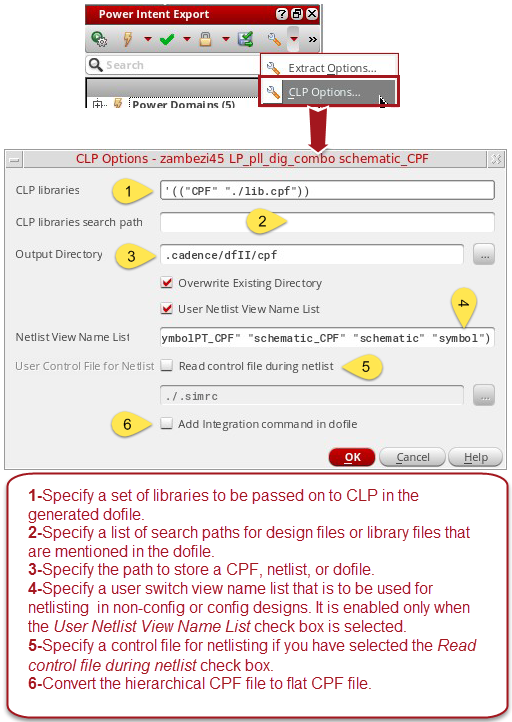 Power Intent Export
»
Search
Extract Options...
CLP Options...
Power Domains (5)
CLP Options - zambezi45 LP_pll_dig_combo schematic_CPF
CLP libraries
1
'(("CPF" "./lib.cpf"))
CLP libraries search path
2
Output Directory
3
.cadence/dfII/cpf
...
Overwrite Existing Directory
User Netlist View Name List
4
Netlist View Name List
ymbolPT_CPF" "schematic_CPF" "schematic" "symbol")
User Control File for Netlist
Read control file during netlist
5
./.simrc
...
6
Add Integration command in dofile
OK
Cancel
Help
1-Specify a set of libraries to be passed on to CLP in the
generated dofile.
2-Specify a list of search paths for design files or library files that
are mentioned in the dofile.
3-Specify the path to store a CPF, netlist, or dofile.
4-Specify a user switch view name list that is to be used for
netlisting in non-config or config designs. It is enabled only when
the User Netlist View Name List check box is selected.
5-Specify a control file for netlisting if you have selected the Read
control file during netlist check box.
6-Convert the hierarchical CPF file to flat CPF file.